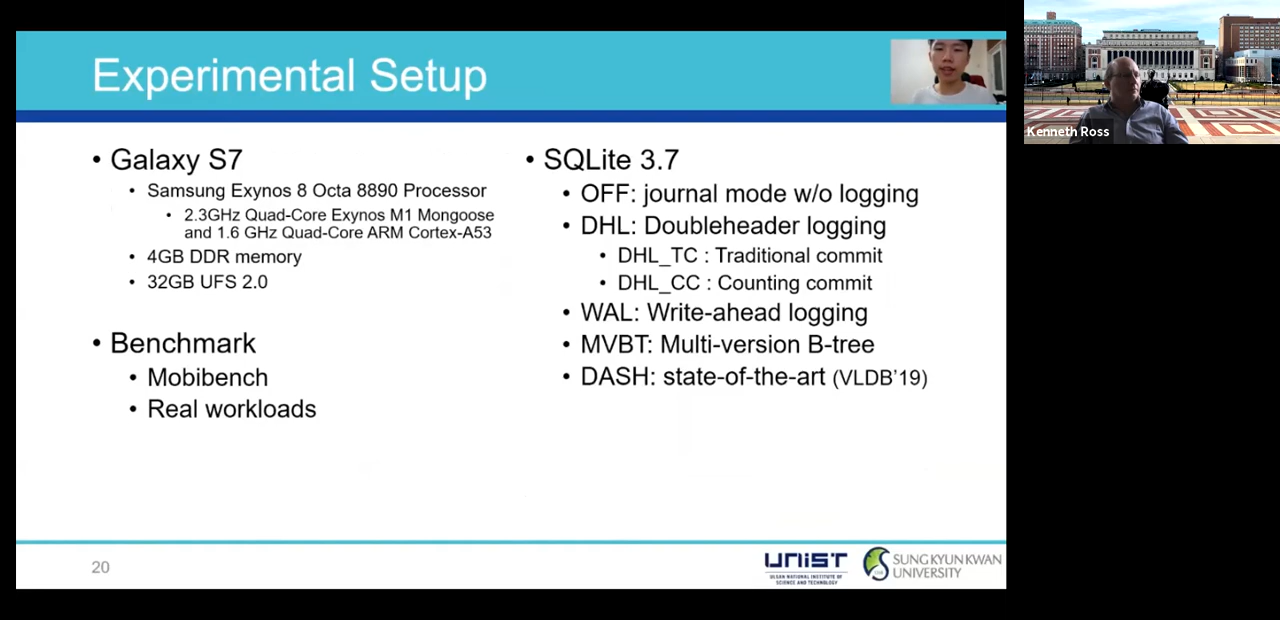 Experimental Setup
Kenneth Ross
• Galaxy S7
• Samsung Exynos 8 Octa 8890 Processor
• 2.3GHz Quad-Core Exynos M1 Mongoose
and 1.6 GHz Quad-Core ARM Cortex-A53
• 4GB DDR memory
• 32GB UFS 2.0
• Benchmark
• Mobibench
• Real workloads
• SQLite 3.7
• OFF: journal mode w/o logging
• DHL: Doubleheader logging
• DHL_TC : Traditional commit
• DHL_CC : Counting commit
• WAL: Write-ahead logging
• MVBT: Multi-version B-tree
• DASH: state-of-the-art (VLDB’19)
20
UNIST
ULSAN NATIONAL INSTITUTE OF
SCIENCE AND TECHNOLOGY
SUNGKYUNKWAN
UNIVERSITY